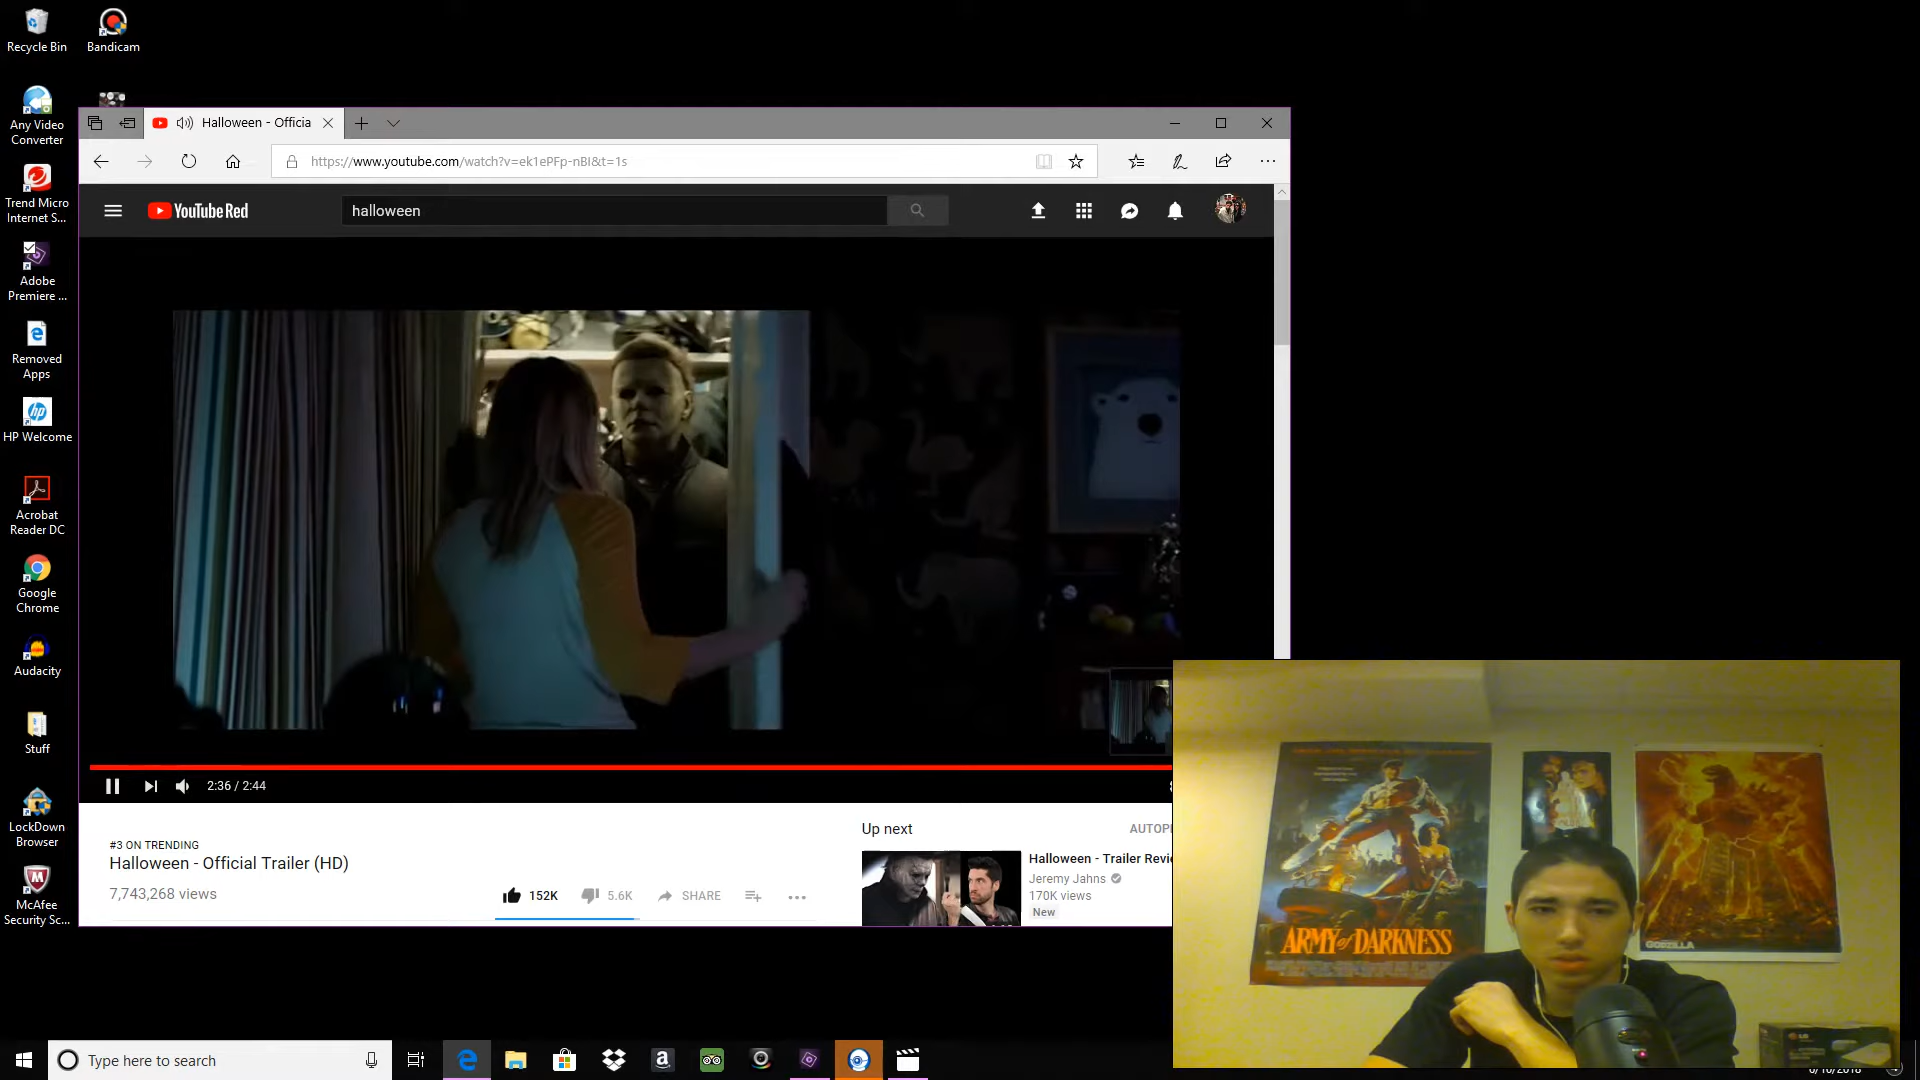 Recycle Bin
Bandicam
Any Video
Converter
Trend Micro
Internet S...
Adobe
Premiere ...
Removed
Apps
HP Welcome
Acrobat
Reader DC
Google
Chrome
Audacity
Stuff
LockDown
Browser
McAfee
Security Sc...
Halloween - Officia
https://www.youtube.com/watch?v=ek1ePFp-nBI&t=1s
YouTube Red
halloween
2:36 / 2:44
#3 ON TRENDING
Halloween - Official Trailer (HD)
7,743,268 views
152K
5.6K
SHARE
Up next
AUTOP
Halloween - Trailer Revie
Jeremy Jahns
170K views
New
ARMY of DARKNESS
GODZILLA
Type here to search
6/10/2018